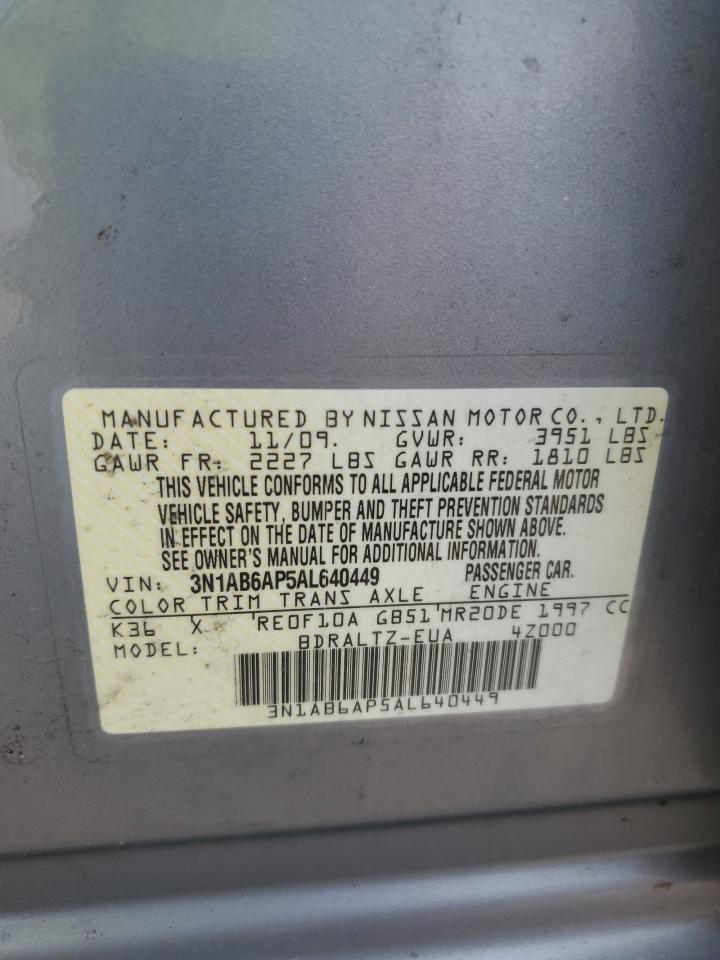 MANUFACTURED BY NISSAN MOTOR CO., LTD.
DATE: 11/09. GVWR: 3951 LBS
GAWR FR: 2227 LBS GAWR RR: 1810 LBS
THIS VEHICLE CONFORMS TO ALL APPLICABLE FEDERAL MOTOR
VEHICLE SAFETY, BUMPER AND THEFT PREVENTION STANDARDS
IN EFFECT ON THE DATE OF MANUFACTURE SHOWN ABOVE.
SEE OWNER'S MANUAL FOR ADDITIONAL INFORMATION.
VIN: 3N1AB6AP5AL640449 PASSENGER CAR.
COLOR TRIM TRANS AXLE ENGINE
K36 X 'RE0F10A GB51'MR20DE 1997 CC
MODEL: BDRALTZ-EUA 4Z000
3N1AB6AP5AL640449